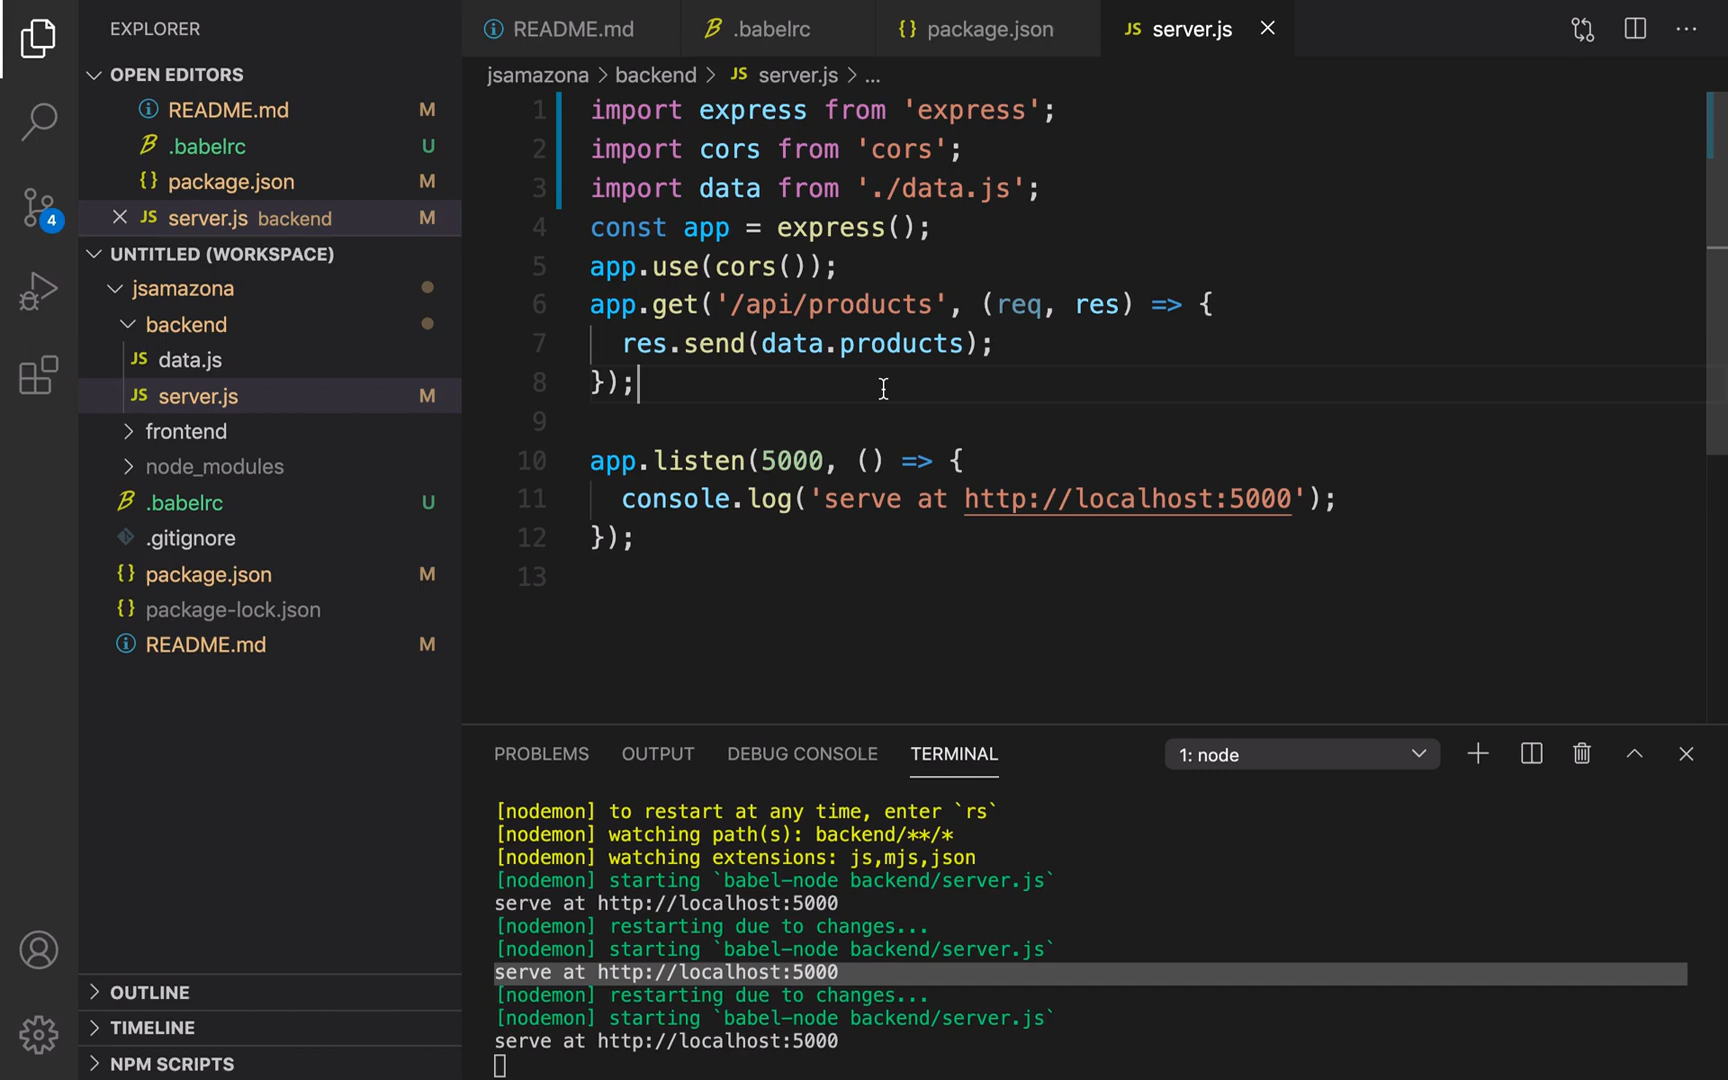 EXPLORER
OPEN EDITORS
README.md M
.babelrc U
package.json M
server.js backend M
UNTITLED (WORKSPACE)
jsamazona
backend
JS data.js
JS server.js M
frontend
node_modules
.babelrc U
.gitignore
{} package.json M
{} package-lock.json
README.md M
OUTLINE
TIMELINE
NPM SCRIPTS
4
README.md .babelrc {} package.json JS server.js
jsamazona > backend > JS server.js > ...
1 import express from 'express';
2 import cors from 'cors';
3 import data from './data.js';
4 const app = express();
5 app.use(cors());
6 app.get('/api/products', (req, res) => {
7 res.send(data.products);
8 });
9
10 app.listen(5000, () => {
11 console.log('serve at http://localhost:5000');
12 });
13
PROBLEMS OUTPUT DEBUG CONSOLE TERMINAL 1: node
[nodemon] to restart at any time, enter `rs`
[nodemon] watching path(s): backend/**/*
[nodemon] watching extensions: js,mjs,json
[nodemon] starting `babel-node backend/server.js`
serve at http://localhost:5000
[nodemon] restarting due to changes...
[nodemon] starting `babel-node backend/server.js`
serve at http://localhost:5000
[nodemon] restarting due to changes...
[nodemon] starting `babel-node backend/server.js`
serve at http://localhost:5000